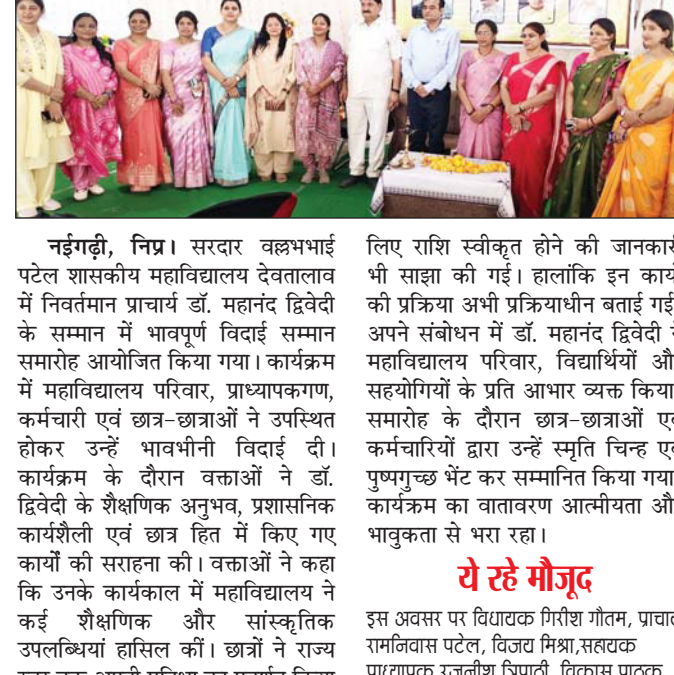 नईगढ़ी, निप्र। सरदार वल्लभभाई
पटेल शासकीय महाविद्यालय देवतालाव
में निवर्तमान प्राचार्य डॉ. महानंद द्विवेदी
के सम्मान में भावपूर्ण विदाई सम्मान
समारोह आयोजित किया गया। कार्यक्रम
में महाविद्यालय परिवार, प्राध्यापकगण,
कर्मचारी एवं छात्र-छात्राओं ने उपस्थित
होकर उन्हें भावभीनी विदाई दी।
कार्यक्रम के दौरान वक्ताओं ने डॉ.
द्विवेदी के शैक्षणिक अनुभव, प्रशासनिक
कार्यशैली एवं छात्र हित में किए गए
कार्यों की सराहना की। वक्ताओं ने कहा
कि उनके कार्यकाल में महाविद्यालय ने
कई शैक्षणिक और सांस्कृतिक
उपलब्धियां हासिल कीं। छात्रों ने राज्य
लिए राशि स्वीकृत होने की जानकारी
भी साझा की गई। हालांकि इन कार्यों
की प्रक्रिया अभी प्रक्रियाधीन बताई गई
अपने संबोधन में डॉ. महानंद द्विवेदी ने
महाविद्यालय परिवार, विद्यार्थियों और
सहयोगियों के प्रति आभार व्यक्त किया
समारोह के दौरान छात्र-छात्राओं एवं
कर्मचारियों द्वारा उन्हें स्मृति चिन्ह एवं
पुष्पगुच्छ भेंट कर सम्मानित किया गया
कार्यक्रम का वातावरण आत्मीयता और
भावुकता से भरा रहा।
ये रहे मौजूद
इस अवसर पर विधायक गिरीश गौतम,
रामनिवास पटेल, विजय मिश्रा,सहायक
प्राध्यापक रजनीश त्रिपाठी, विकास पाठक